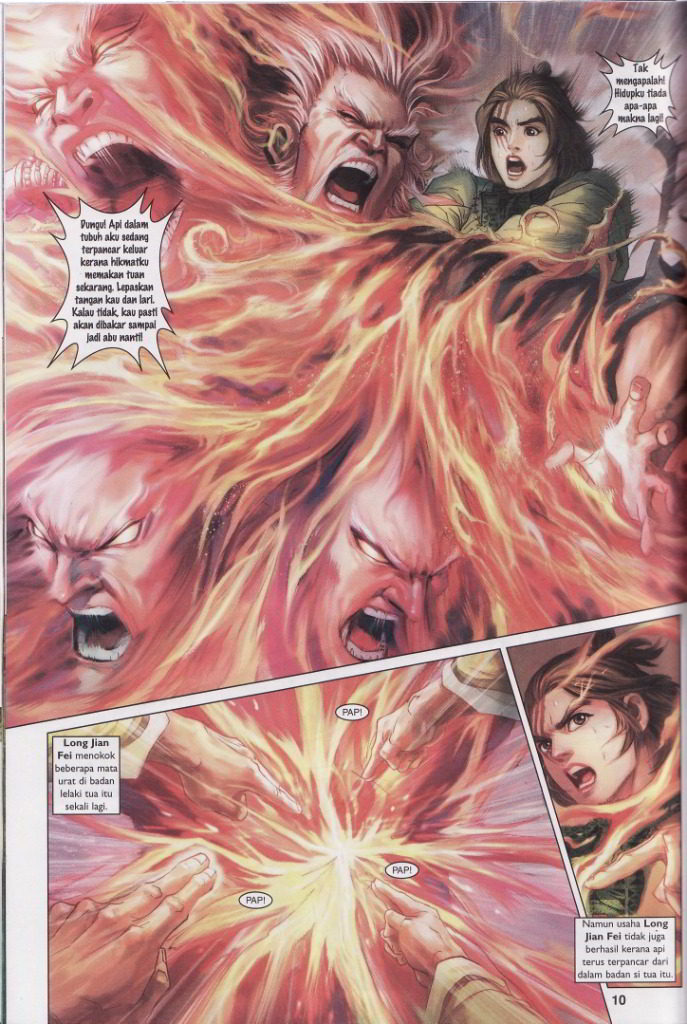 Dungu! Api dalam
tubuh aku sedang
terpancar keluar
kerana hikmatku
memakan tuan
sekarang. Lepaskan
tangan kau dan lari.
Kalau tidak, kau pasti
akan dibakar sampai
jadi abu nanti!
Tak
mengapalah!
Hidupku tiada
apa-apa
makna lagi!
Long Jian
Fei menokok
beberapa mata
urat di badan
lelaki tua itu
sekali lagi.
PAP!
PAP!
PAP!
Namun usaha Long
Jian Fei tidak juga
berhasil kerana api
terus terpancar dari
dalam badan si tua itu.
10